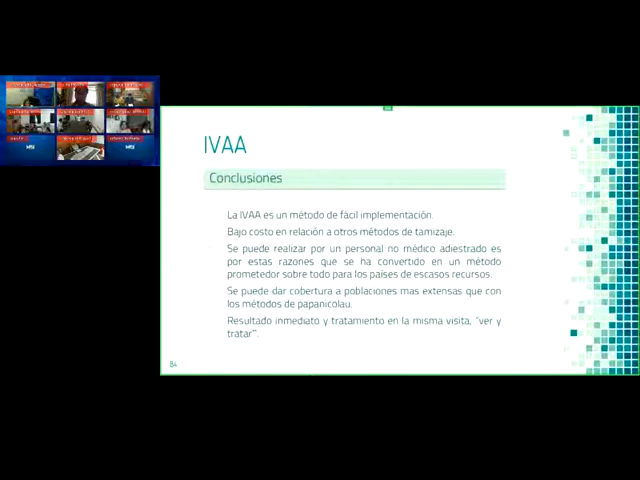 IVAA
Conclusiones
La IVAA es un método de fácil implementación.
Bajo costo en relación a otros métodos de tamizaje.
Se puede realizar por un personal no médico adiestrado es
por estas razones que se ha convertido en un método
prometedor sobre todo para los países de escasos recursos.
Se puede dar cobertura a poblaciones mas extensas que con
los métodos de papanicolau.
Resultado inmediato y tratamiento en la misma visita, "ver y
tratar".
84